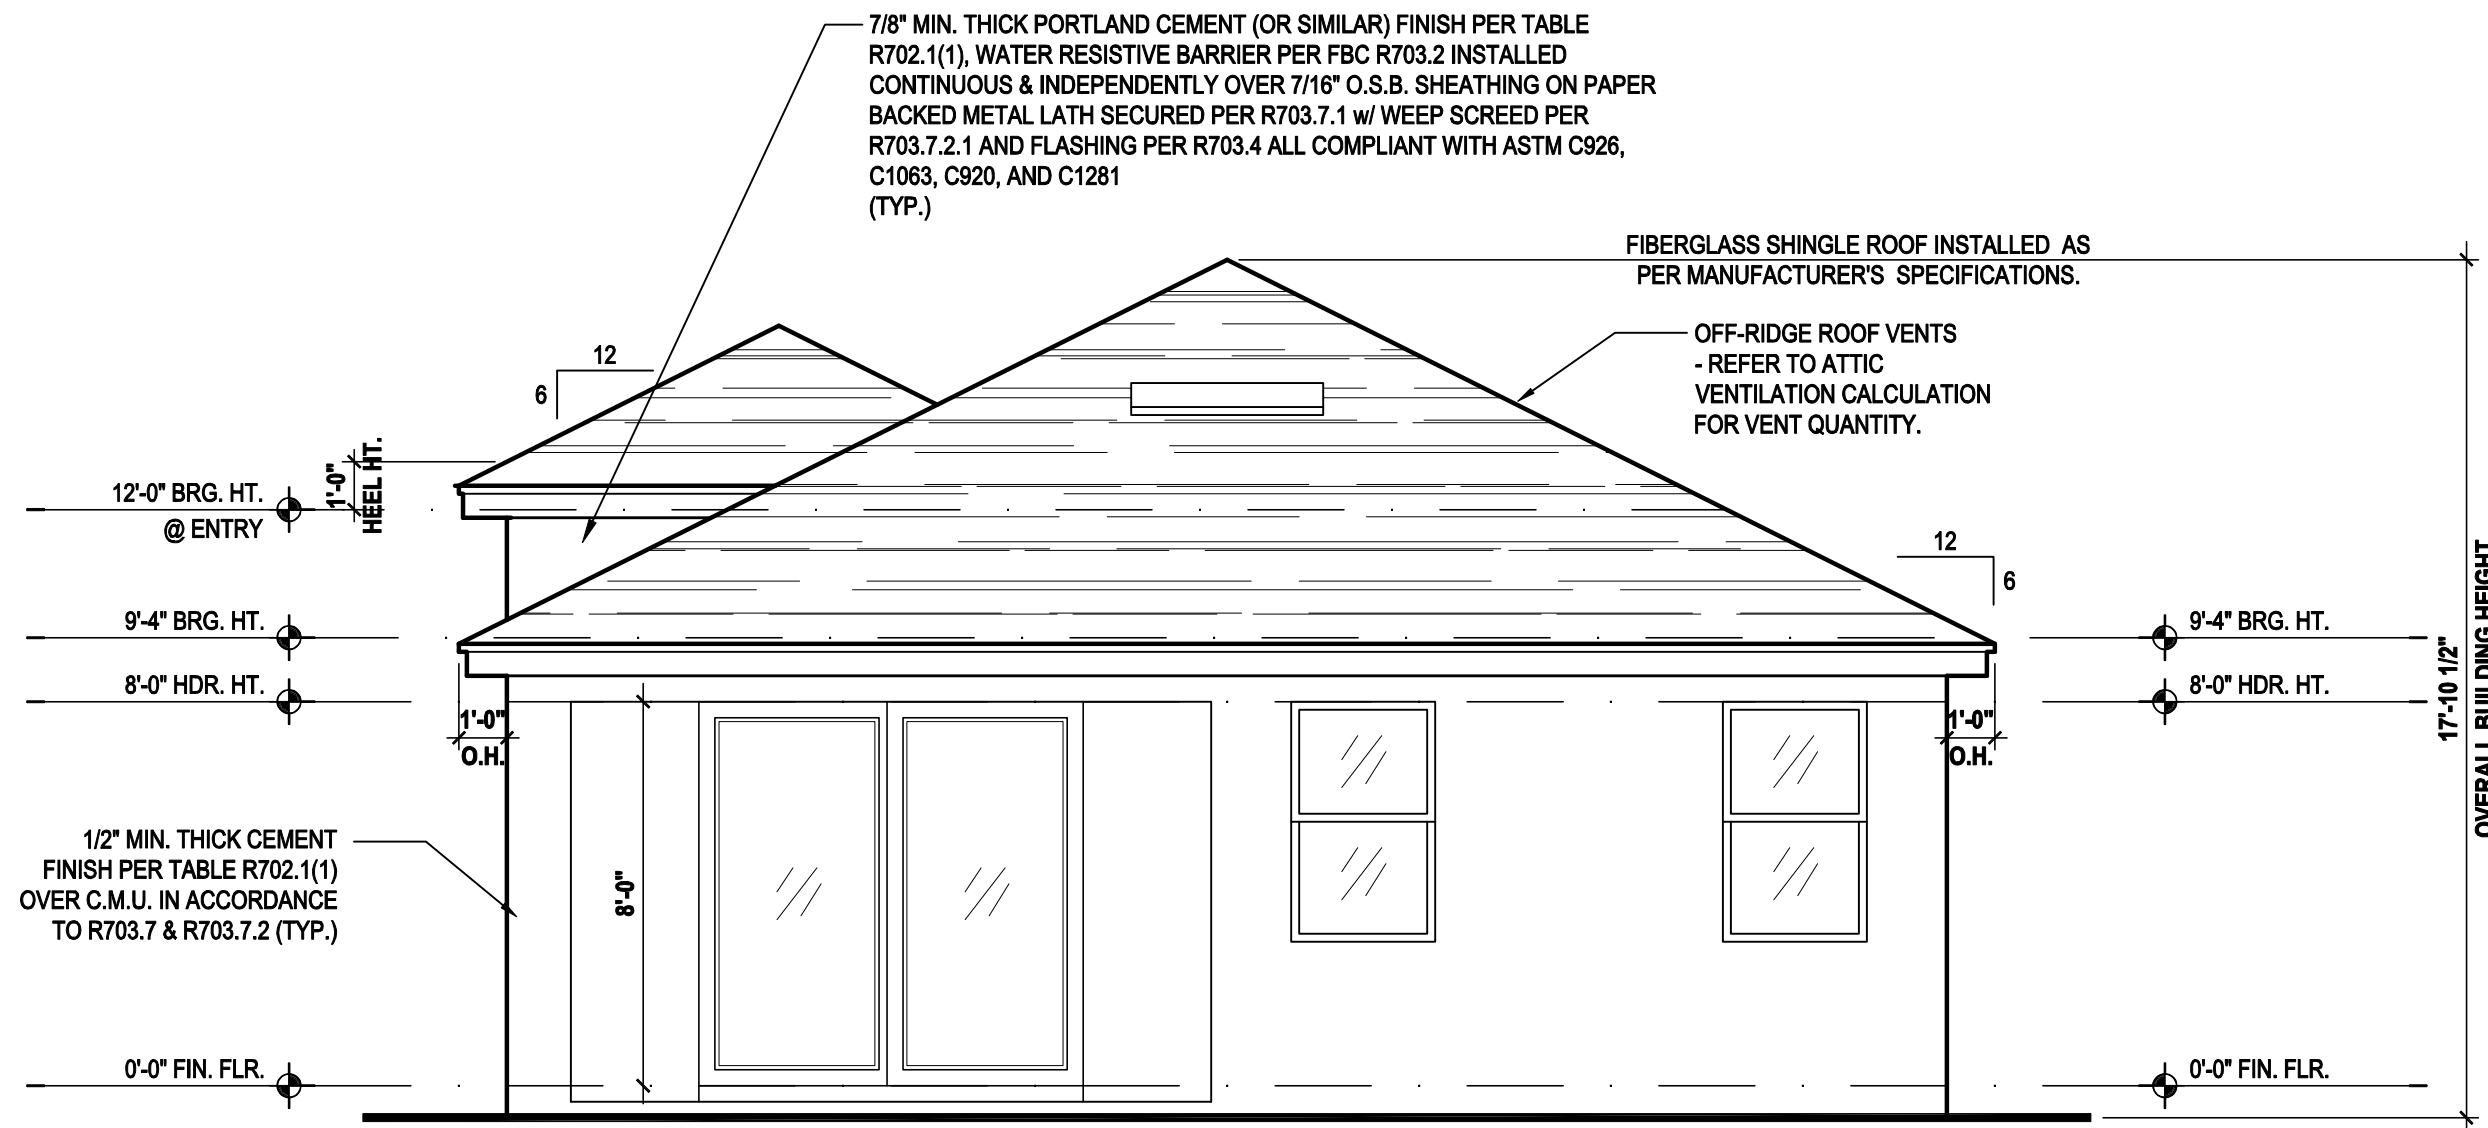 7/8" MIN. THICK PORTLAND CEMENT (OR SIMILAR) FINISH PER TABLE
R702.1(1), WATER RESISTIVE BARRIER PER FBC R703.2 INSTALLED
CONTINUOUS & INDEPENDENTLY OVER 7/16" O.S.B. SHEATHING ON PAPER
BACKED METAL LATH SECURED PER R703.7.1 w/ WEEP SCREED PER
R703.7.2.1 AND FLASHING PER R703.4 ALL COMPLIANT WITH ASTM C926,
C1063, C920, AND C1281
(TYP.)
FIBERGLASS SHINGLE ROOF INSTALLED AS
PER MANUFACTURER'S SPECIFICATIONS.
OFF-RIDGE ROOF VENTS
- REFER TO ATTIC
VENTILATION CALCULATION
FOR VENT QUANTITY.
12
6
1'-0"
HEEL HT.
12'-0" BRG. HT.
@ ENTRY
12
6
9'-4" BRG. HT.
9'-4" BRG. HT.
8'-0" HDR. HT.
8'-0" HDR. HT.
17'-10 1/2"
OVERALL BUILDING HEIGHT
1'-0"
O.H.
1'-0"
O.H.
1/2" MIN. THICK CEMENT
FINISH PER TABLE R702.1(1)
OVER C.M.U. IN ACCORDANCE
TO R703.7 & R703.7.2 (TYP.)
8'-0"
0'-0" FIN. FLR.
0'-0" FIN. FLR.